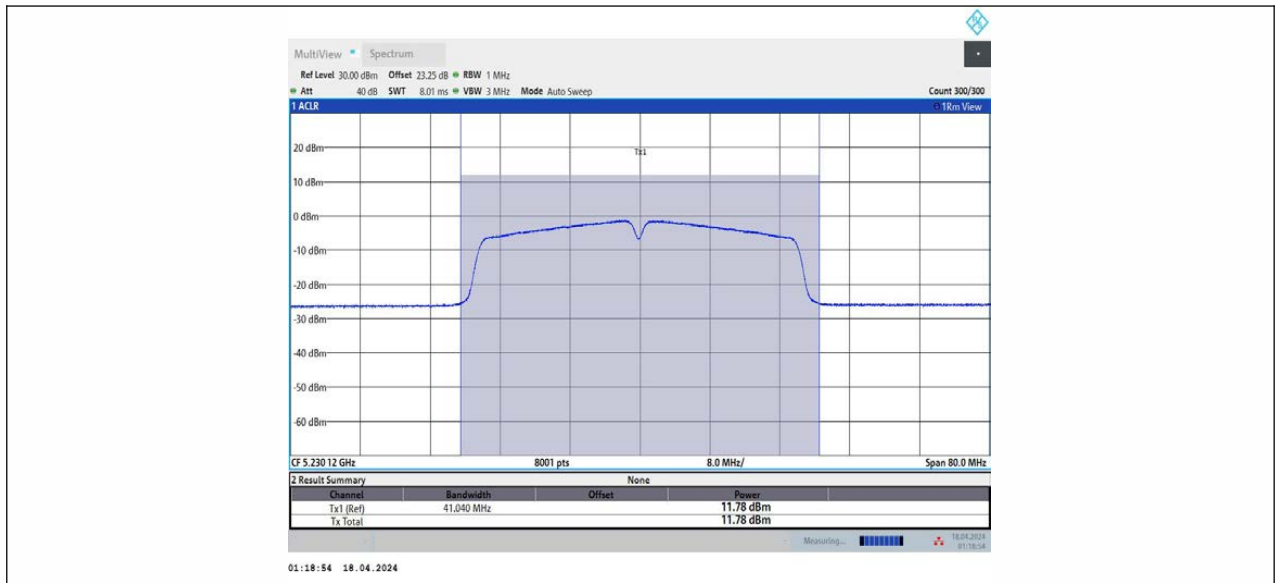 MultiView Spectrum
Ref Level 30.00 dBm Offset 23.25 dB RBW 1 MHz
Att 40 dB SWT 8.01 ms VBW 3 MHz Mode Auto Sweep Count 300/300
1 ACLR 1Rm View
Tx1
20 dBm
10 dBm
0 dBm
-10 dBm
-20 dBm
-30 dBm
-40 dBm
-50 dBm
-60 dBm
CF 5.230 12 GHz 8001 pts 8.0 MHz/ Span 80.0 MHz
2 Result Summary None
Channel Bandwidth Offset Power
Tx1 (Ref) 41.040 MHz 11.78 dBm
Tx Total 11.78 dBm
Measuring... 18.04.2024
01:18:54
01:18:54 18.04.2024